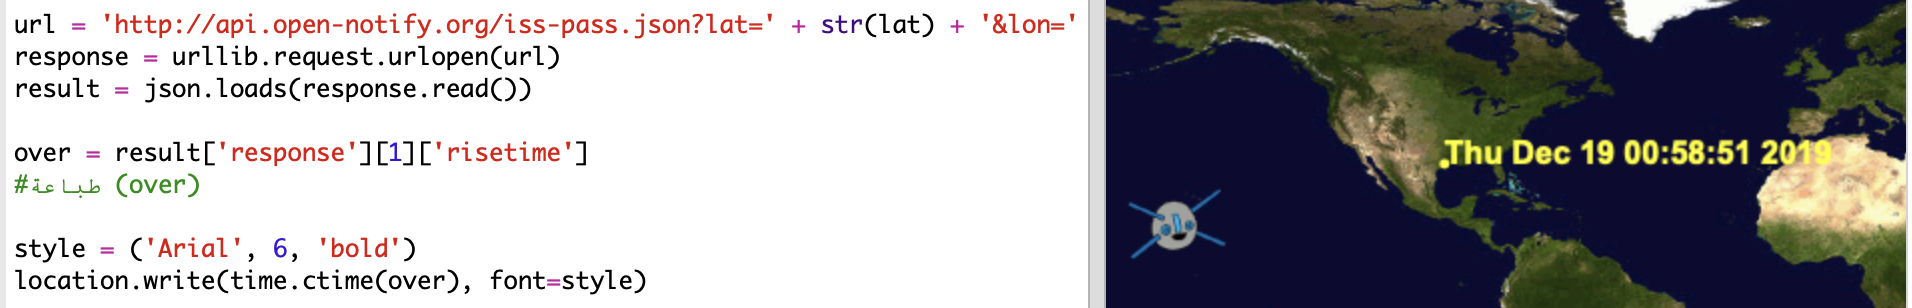 url = 'http://api.open-notify.org/iss-pass.json?lat=' + str(lat) + '&lon='
response = urllib.request.urlopen(url)
result = json.loads(response.read())
over = result['response'][1]['risetime']
#طباعة (over)
style = ('Arial', 6, 'bold')
location.write(time.ctime(over), font=style)
Thu Dec 19 00:58:51 2019